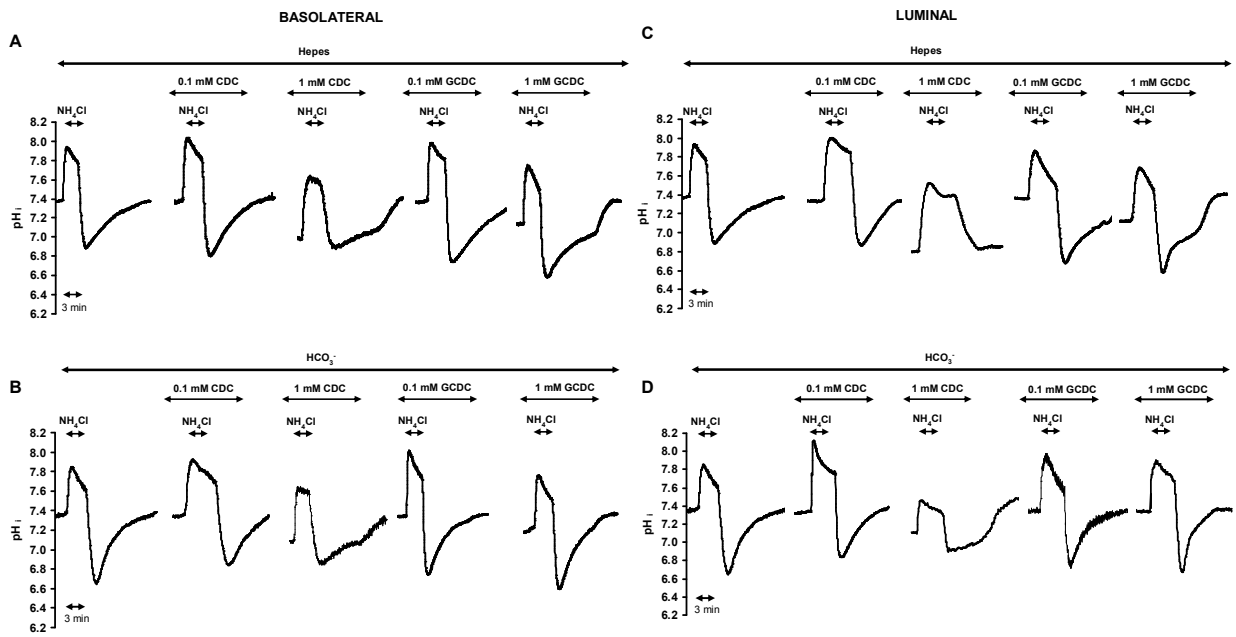 BASOLATERAL
A
Hepes
0.1 mM CDC
1 mM CDC
0.1 mM GCDC
1 mM GCDC
NH₄Cl
NH₄Cl
NH₄Cl
NH₄Cl
NH₄Cl
8.2
8.0
7.8
7.6
7.4
7.2
7.0
6.8
6.6
6.4
6.2
pHi
3 min
B
HCO₃⁻
0.1 mM CDC
1 mM CDC
0.1 mM GCDC
1 mM GCDC
NH₄Cl
NH₄Cl
NH₄Cl
NH₄Cl
NH₄Cl
8.2
8.0
7.8
7.6
7.4
7.2
7.0
6.8
6.6
6.4
6.2
pHi
3 min
LUMINAL
C
Hepes
0.1 mM CDC
1 mM CDC
0.1 mM GCDC
1 mM GCDC
NH₄Cl
NH₄Cl
NH₄Cl
NH₄Cl
NH₄Cl
8.2
8.0
7.8
7.6
7.4
7.2
7.0
6.8
6.6
6.4
6.2
pHi
3 min
D
HCO₃⁻
0.1 mM CDC
1 mM CDC
0.1 mM GCDC
1 mM GCDC
NH₄Cl
NH₄Cl
NH₄Cl
NH₄Cl
NH₄Cl
8.2
8.0
7.8
7.6
7.4
7.2
7.0
6.8
6.6
6.4
6.2
pHi
3 min